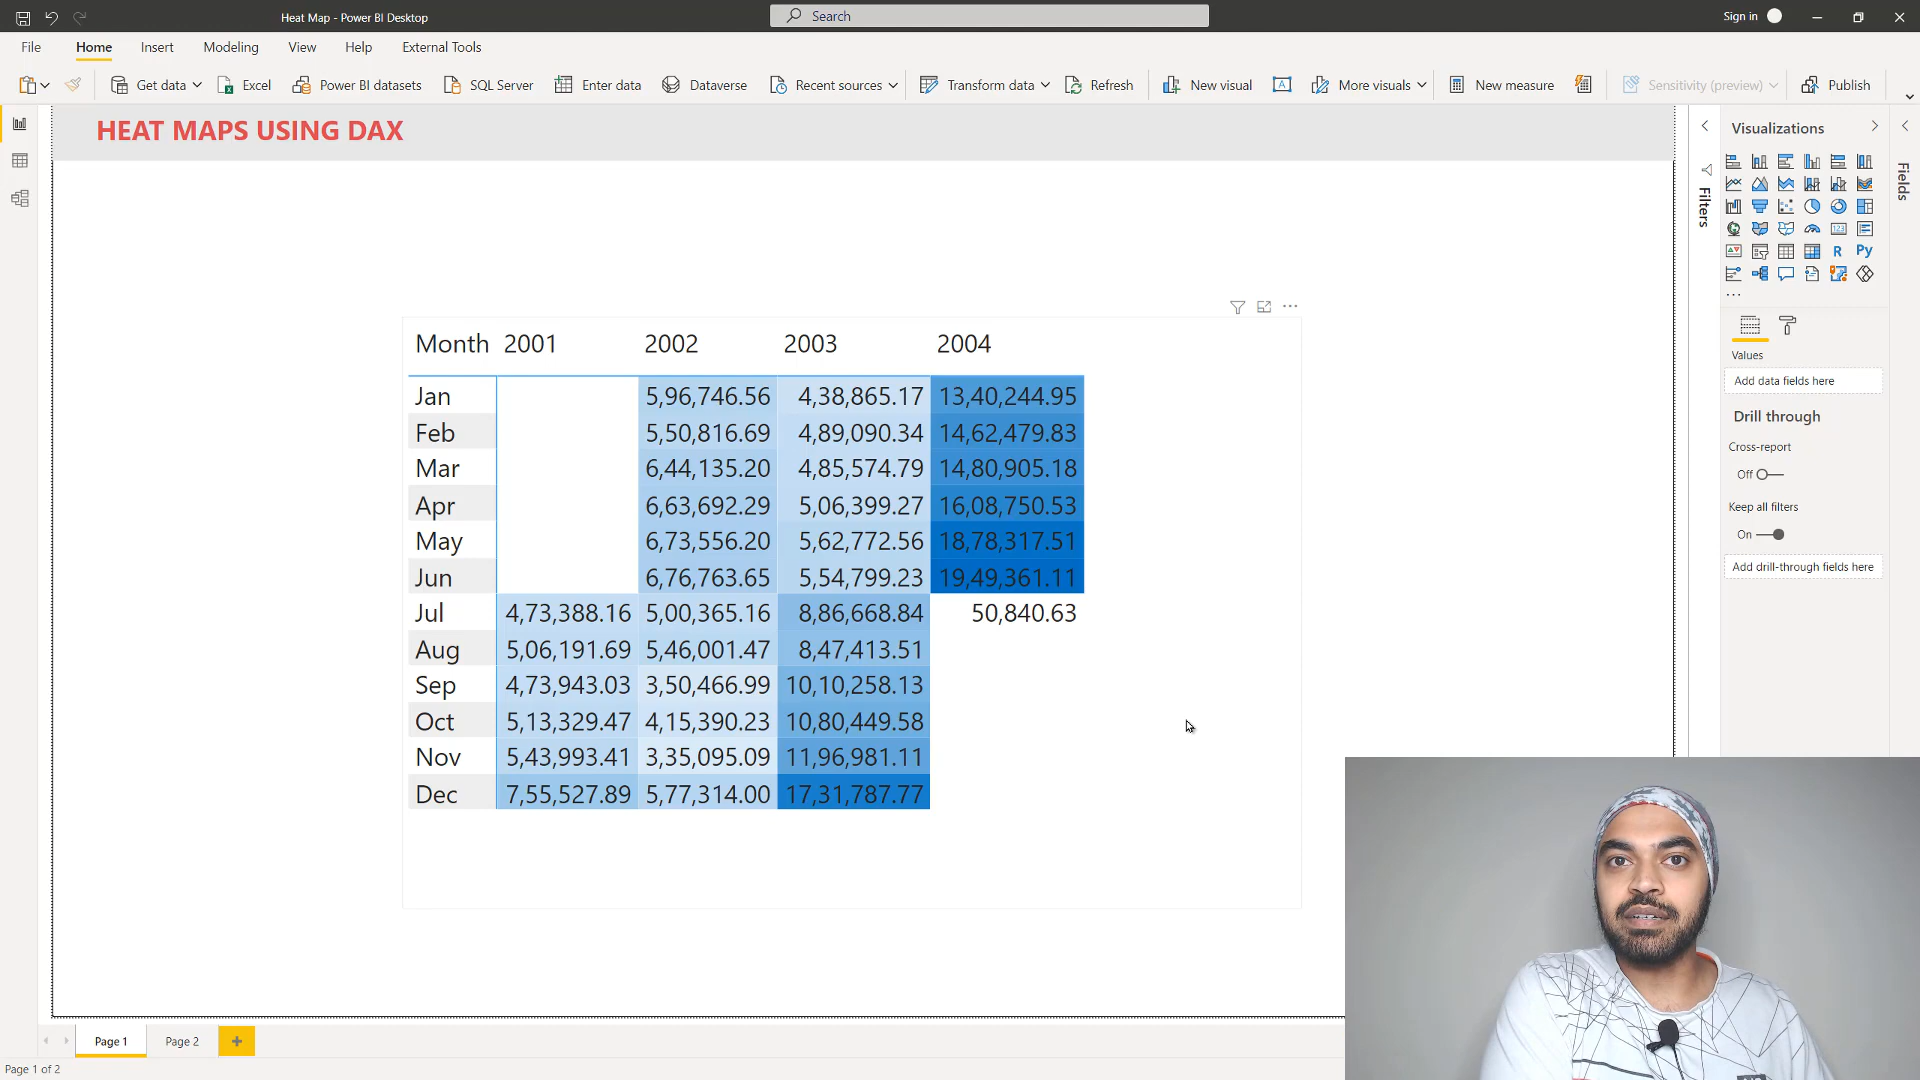 Heat Map - Power BI Desktop
Search
Sign in
File Home Insert Modeling View Help External Tools
Get data Excel Power BI datasets SQL Server Enter data Dataverse Recent sources Transform data Refresh New visual More visuals New measure Sensitivity (preview) Publish
HEAT MAPS USING DAX
Visualizations
Filters
Fields
R Py
123
Month 2001 2002 2003 2004
Jan 5,96,746.56 4,38,865.17 13,40,244.95
Feb 5,50,816.69 4,89,090.34 14,62,479.83
Mar 6,44,135.20 4,85,574.79 14,80,905.18
Apr 6,63,692.29 5,06,399.27 16,08,750.53
May 6,73,556.20 5,62,772.56 18,78,317.51
Jun 6,76,763.65 5,54,799.23 19,49,361.11
Jul 4,73,388.16 5,00,365.16 8,86,668.84 50,840.63
Aug 5,06,191.69 5,46,001.47 8,47,413.51
Sep 4,73,943.03 3,50,466.99 10,10,258.13
Oct 5,13,329.47 4,15,390.23 10,80,449.58
Nov 5,43,993.41 3,35,095.09 11,96,981.11
Dec 7,55,527.89 5,77,314.00 17,31,787.77
Values
Add data fields here
Drill through
Cross-report
Off
Keep all filters
On
Add drill-through fields here
Page 1 Page 2
Page 1 of 2